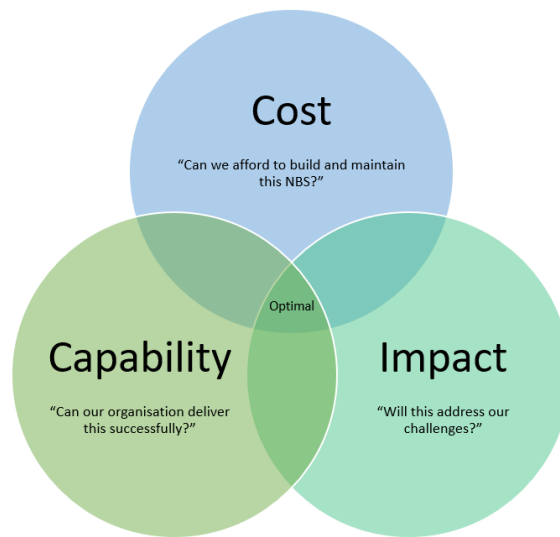 Cost
“Can we afford to build and maintain
this NBS?”
Optimal
Capability
“Can our organisation deliver
this successfully?”
Impact
“Will this address our
challenges?”